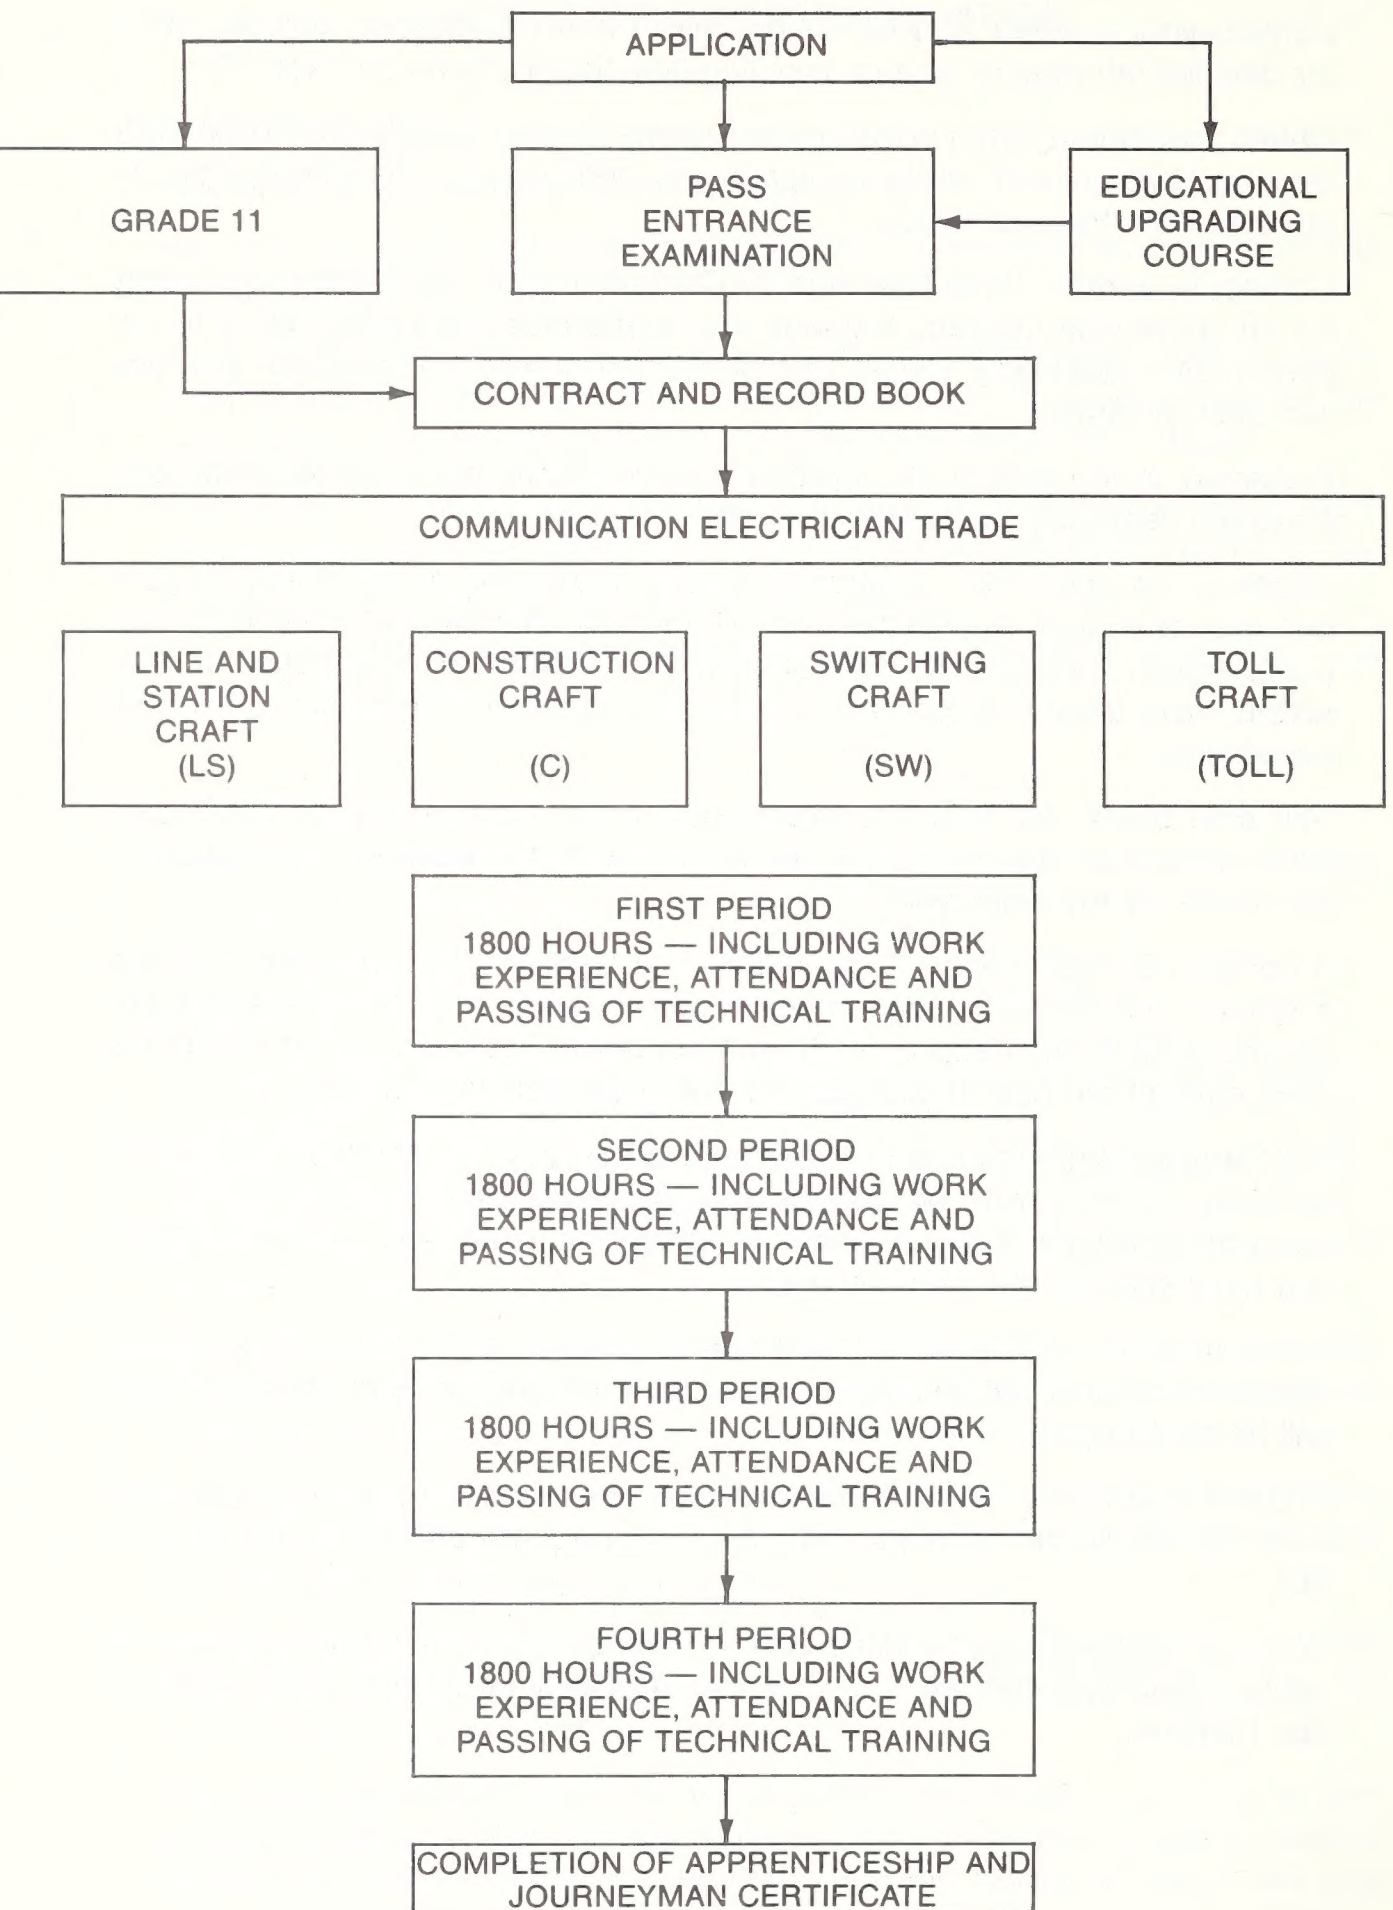 APPLICATION
GRADE 11
PASS
ENTRANCE
EXAMINATION
EDUCATIONAL
UPGRADING
COURSE
CONTRACT AND RECORD BOOK
COMMUNICATION ELECTRICIAN TRADE
LINE AND
STATION
CRAFT
(LS)
CONSTRUCTION
CRAFT
(C)
SWITCHING
CRAFT
(SW)
TOLL
CRAFT
(TOLL)
FIRST PERIOD
1800 HOURS — INCLUDING WORK
EXPERIENCE, ATTENDANCE AND
PASSING OF TECHNICAL TRAINING
SECOND PERIOD
1800 HOURS — INCLUDING WORK
EXPERIENCE, ATTENDANCE AND
PASSING OF TECHNICAL TRAINING
THIRD PERIOD
1800 HOURS — INCLUDING WORK
EXPERIENCE, ATTENDANCE AND
PASSING OF TECHNICAL TRAINING
FOURTH PERIOD
1800 HOURS — INCLUDING WORK
EXPERIENCE, ATTENDANCE AND
PASSING OF TECHNICAL TRAINING
COMPLETION OF APPRENTICESHIP AND
JOURNEYMAN CERTIFICATE